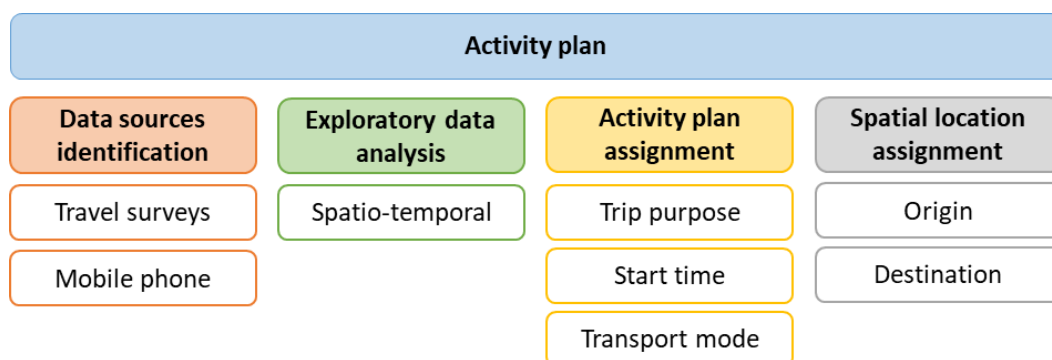 Activity plan
Data sources
identification
Travel surveys
Mobile phone
Exploratory data
analysis
Spatio-temporal
Activity plan
assignment
Trip purpose
Start time
Transport mode
Spatial location
assignment
Origin
Destination